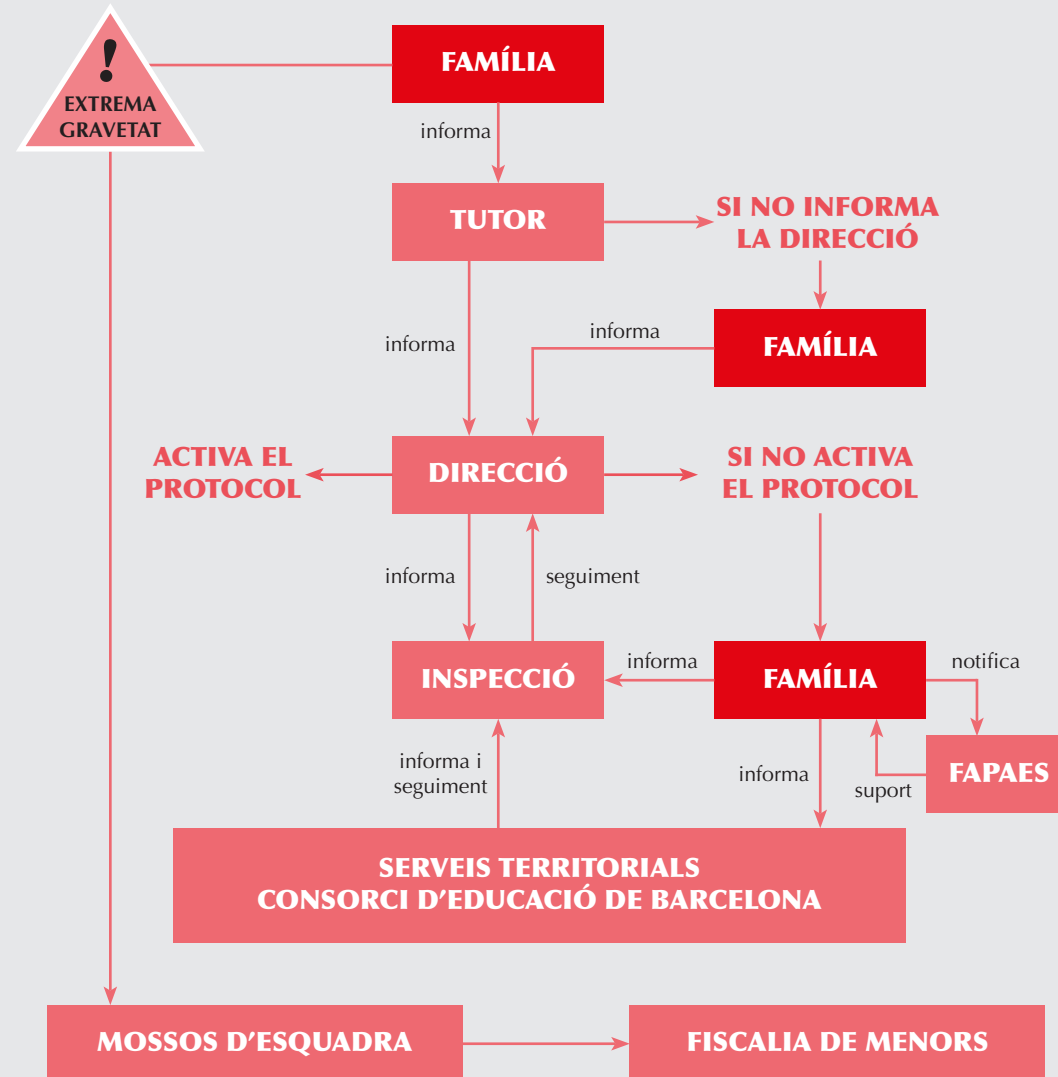 !
EXTREMA
GRAVETAT
FAMÍLIA
informa
TUTOR
SI NO INFORMA
LA DIRECCIÓ
informa
informa
FAMÍLIA
ACTIVA EL
PROTOCOL
DIRECCIÓ
SI NO ACTIVA
EL PROTOCOL
informa
seguiment
INSPECCIÓ
informa
FAMÍLIA
notifica
informa i
seguiment
informa
suport
FAPAES
SERVEIS TERRITORIALS
CONSORCI D’EDUCACIÓ DE BARCELONA
MOSSOS D’ESQUADRA
FISCALIA DE MENORS